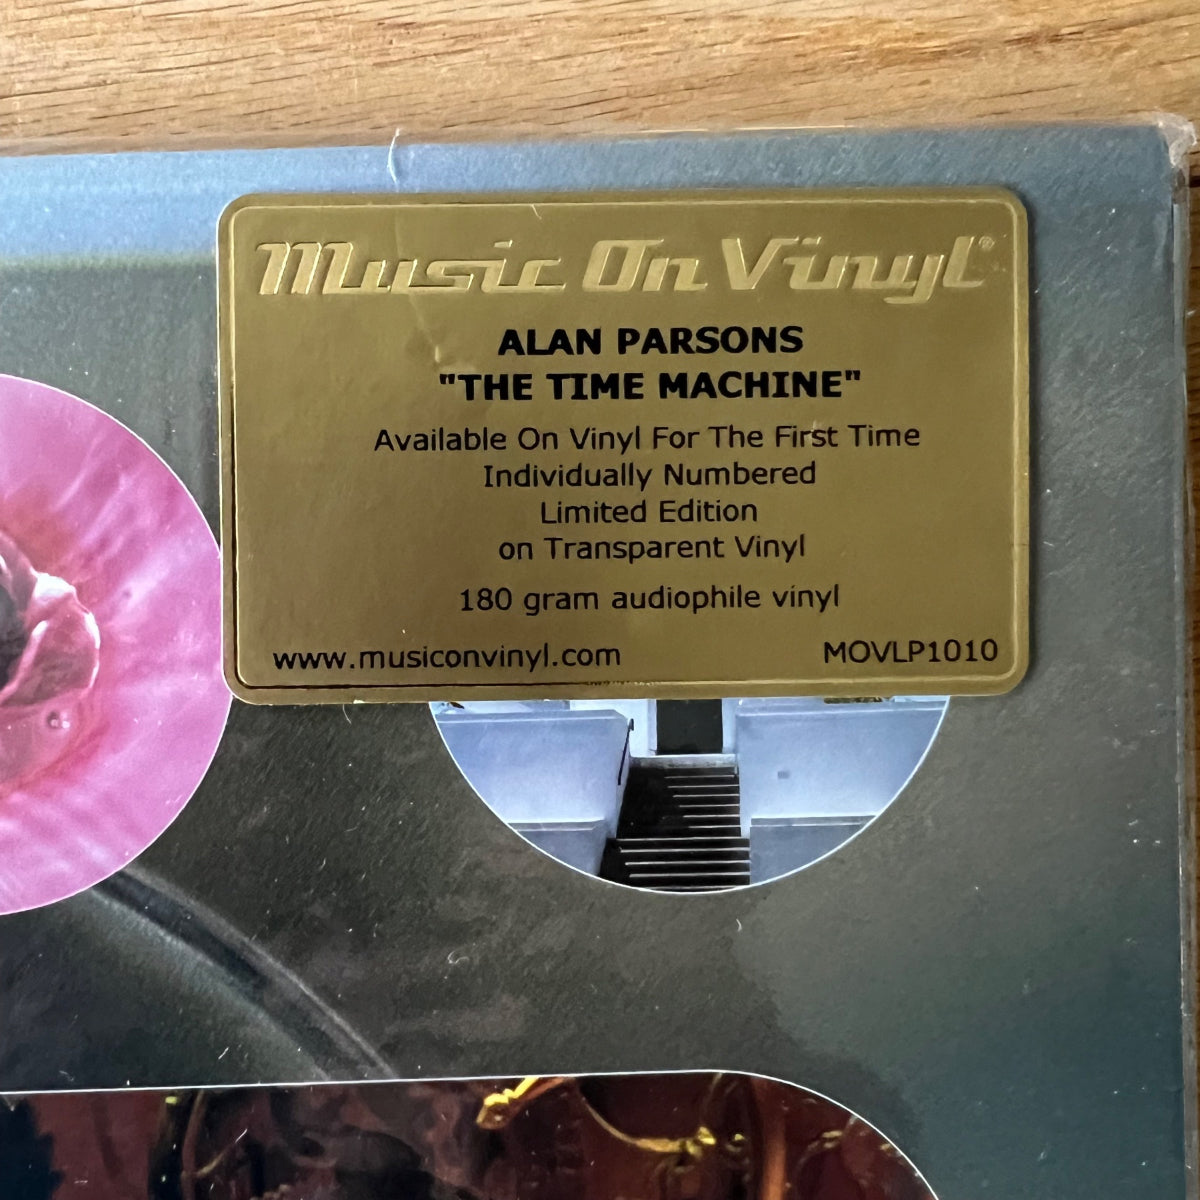 Music On Vinyl®
ALAN PARSONS
"THE TIME MACHINE"
Available On Vinyl For The First Time
Individually Numbered
Limited Edition
on Transparent Vinyl
180 gram audiophile vinyl
www.musiconvinyl.com
MOVLP1010